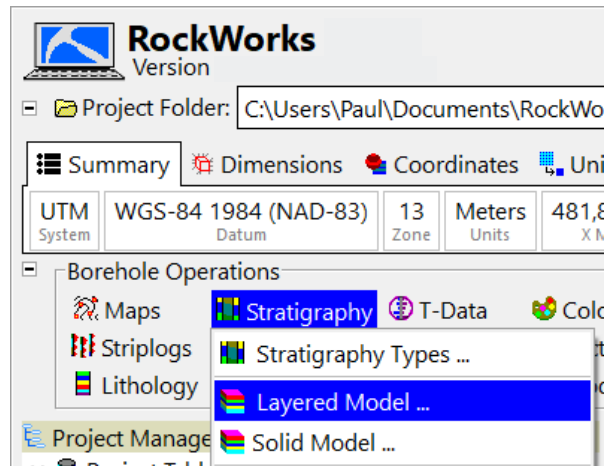 RockWorks
Version
Project Folder: C:\Users\Paul\Documents\RockWo
Summary Dimensions Coordinates Uni
UTM WGS-84 1984 (NAD-83) 13 Meters 481,8
System Datum Zone Units X M
Borehole Operations
Maps Stratigraphy T-Data Colo
Striplogs Stratigraphy Types ...
Lithology Layered Model ...
Project Manage Solid Model ...